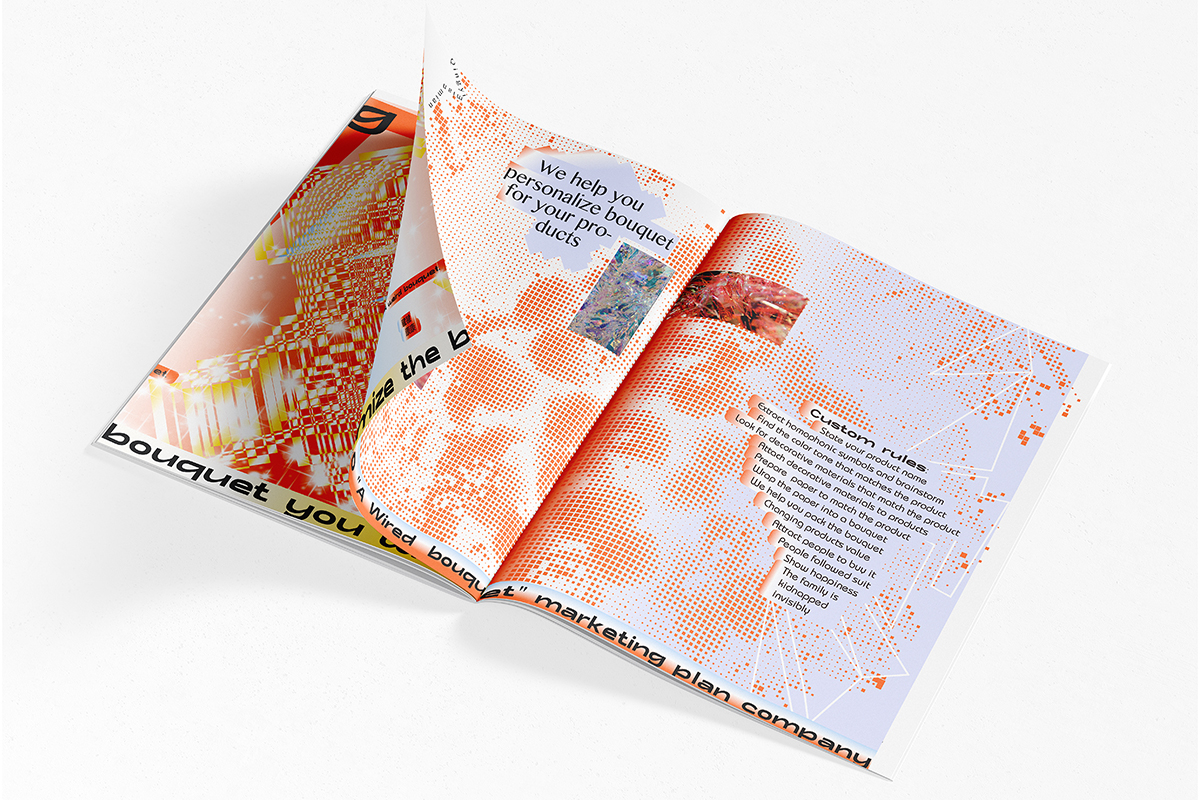 g
bouquet you
nize the b
We help you
personalize bouquet
for your pro-
ducts
A Wired bouquet" marketing plan company
Custom rules:
State your product name
Extract homophonic symbols and brainstorm
Find the color tone that matches the product
Look for decorative materials that match the product
Attach decorative materials to products
Prepare paper to match the product
Wrap the paper into a bouquet
We help you pack the bouquet
Changing products value
Attract people to buy it
People followed suit
Show happiness
The family is
kidnapped
invisibly